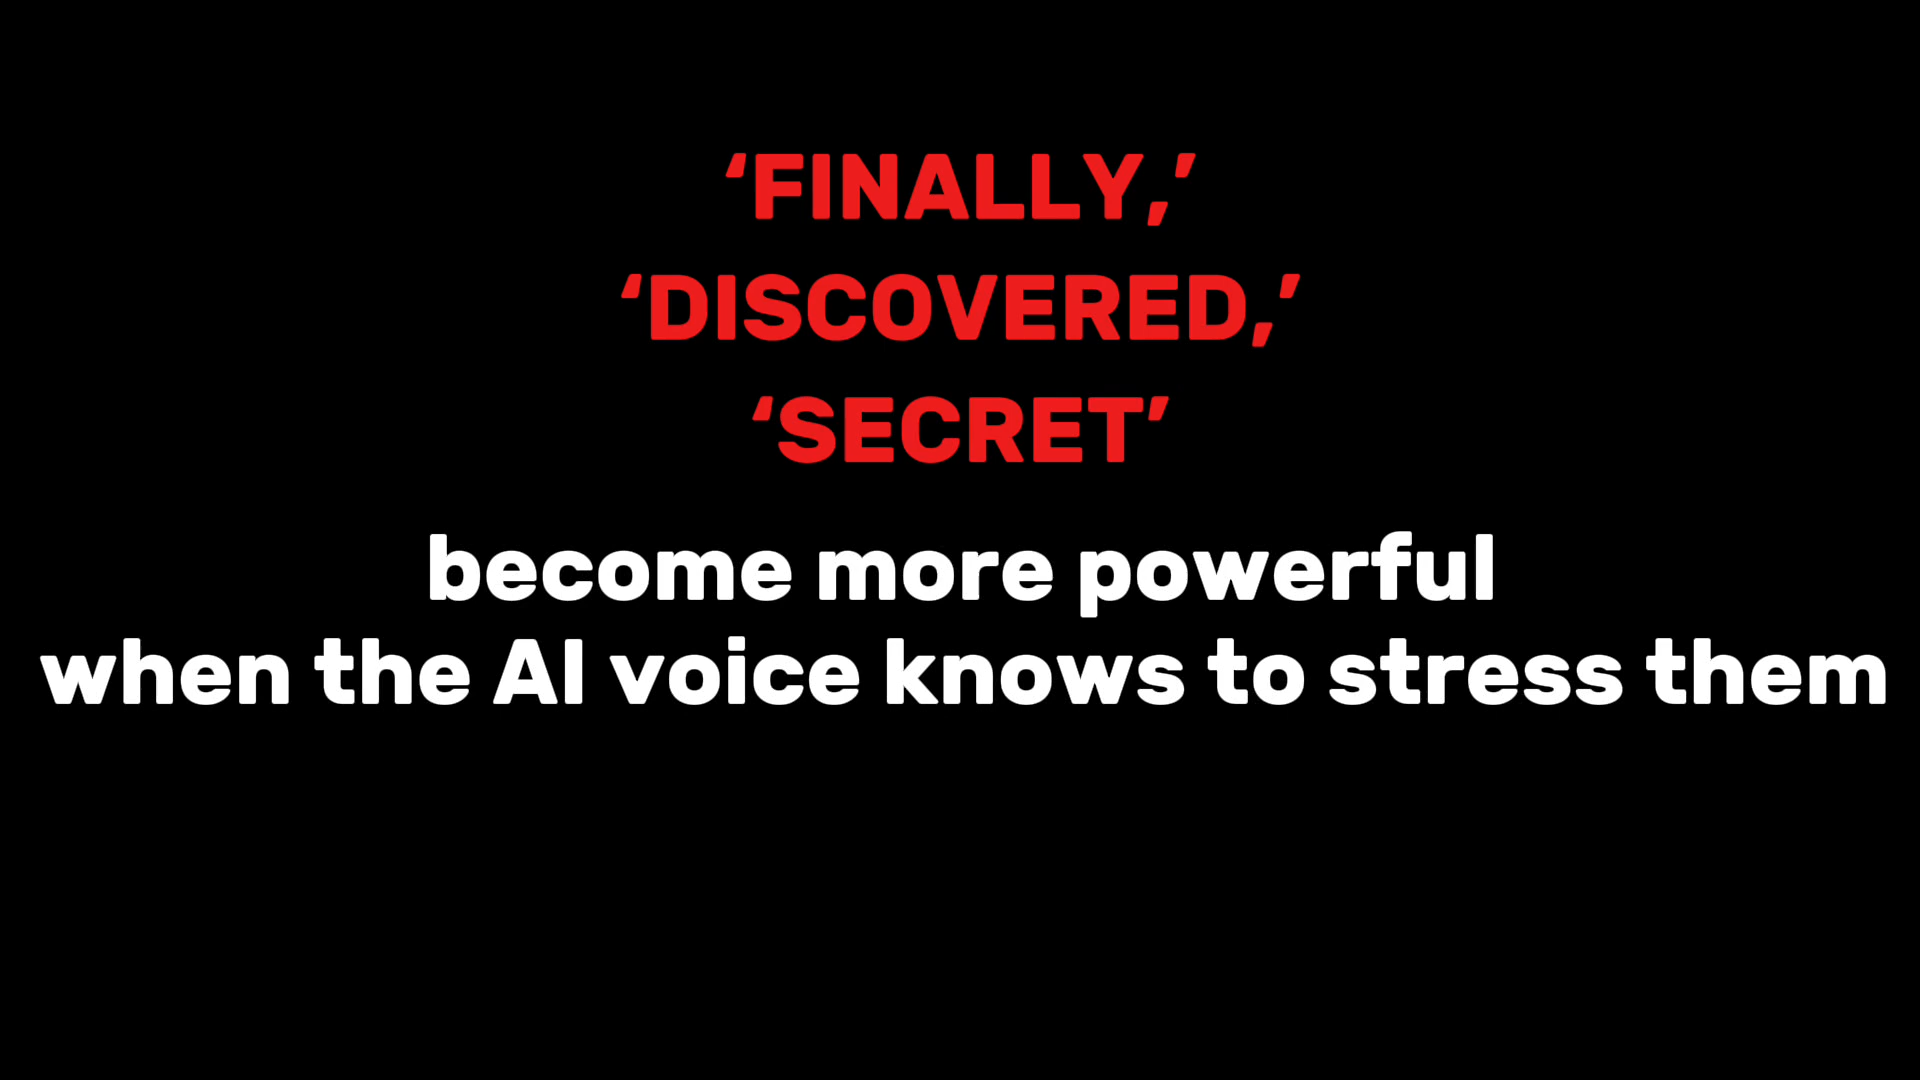 ‘FINALLY,’
‘DISCOVERED,’
‘SECRET’
become more powerful
when the AI voice knows to stress them